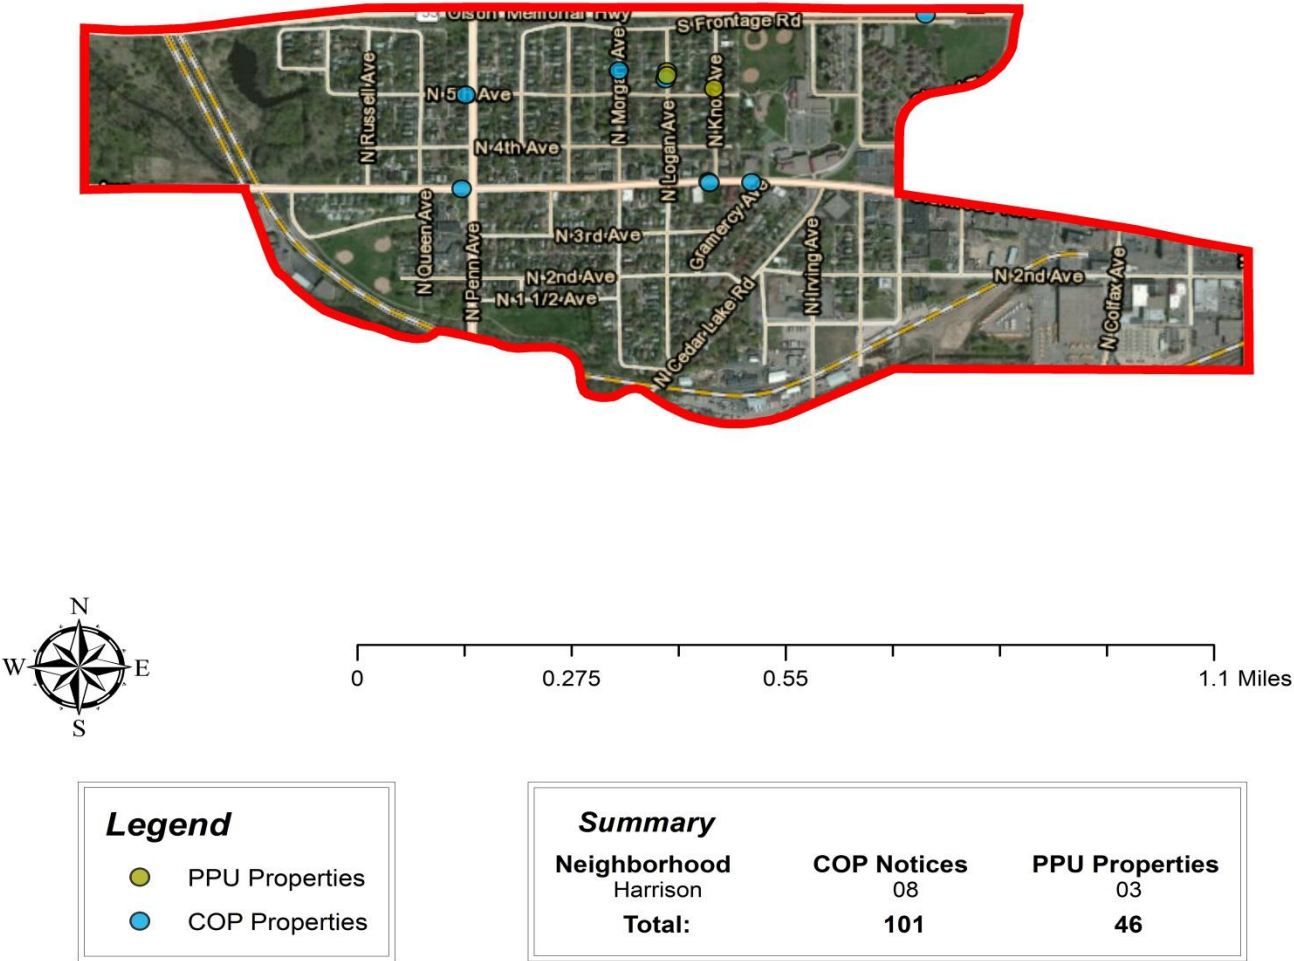 Olson Memorial Hwy
S Frontage Rd
N Russell Ave
N 5th Ave
N Morgan Ave
N Logan Ave
N Knox Ave
N 4th Ave
N Queen Ave
N Penn Ave
N 3rd Ave
Gramercy Ave
N 2nd Ave
N 1 1/2 Ave
N Cedar Lake Rd
N Irving Ave
N 2nd Ave
N Colfax Ave
N
W E
S
0 0.275 0.55 1.1 Miles
Legend
PPU Properties
COP Properties
Summary
Neighborhood COP Notices PPU Properties
Harrison 08 03
Total: 101 46